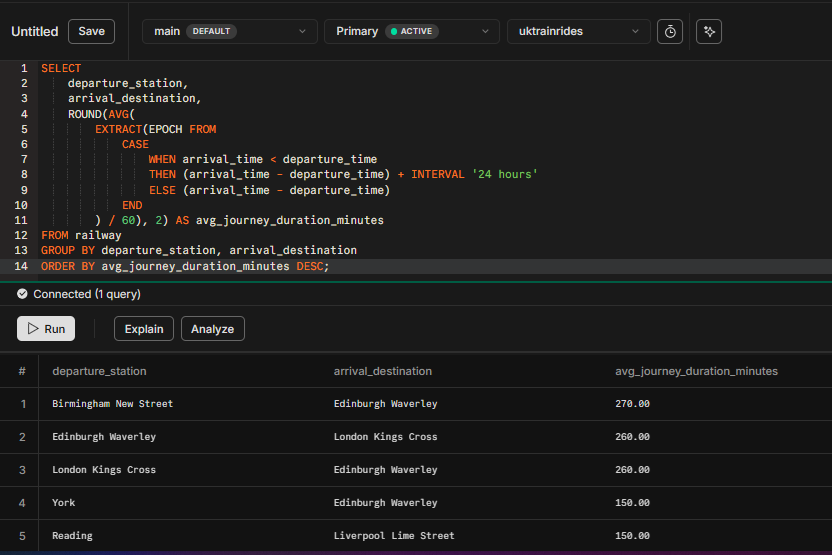 Untitled Save main DEFAULT Primary ACTIVE uktrainrides
1 SELECT
2 departure_station,
3 arrival_destination,
4 ROUND(AVG(
5 EXTRACT(EPOCH FROM
6 CASE
7 WHEN arrival_time < departure_time
8 THEN (arrival_time - departure_time) + INTERVAL '24 hours'
9 ELSE (arrival_time - departure_time)
10 END
11 ) / 60), 2) AS avg_journey_duration_minutes
12 FROM railway
13 GROUP BY departure_station, arrival_destination
14 ORDER BY avg_journey_duration_minutes DESC;
Connected (1 query)
Run Explain Analyze
# departure_station arrival_destination avg_journey_duration_minutes
1 Birmingham New Street Edinburgh Waverley 270.00
2 Edinburgh Waverley London Kings Cross 260.00
3 London Kings Cross Edinburgh Waverley 260.00
4 York Edinburgh Waverley 150.00
5 Reading Liverpool Lime Street 150.00